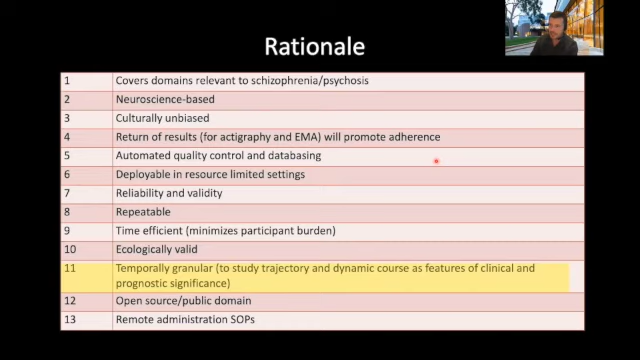 Rationale
1 Covers domains relevant to schizophrenia/psychosis
2 Neuroscience-based
3 Culturally unbiased
4 Return of results (for actigraphy and EMA) will promote adherence
5 Automated quality control and databasing
6 Deployable in resource limited settings
7 Reliability and validity
8 Repeatable
9 Time efficient (minimizes participant burden)
10 Ecologically valid
11 Temporally granular (to study trajectory and dynamic course as features of clinical and
prognostic significance)
12 Open source/public domain
13 Remote administration SOPs